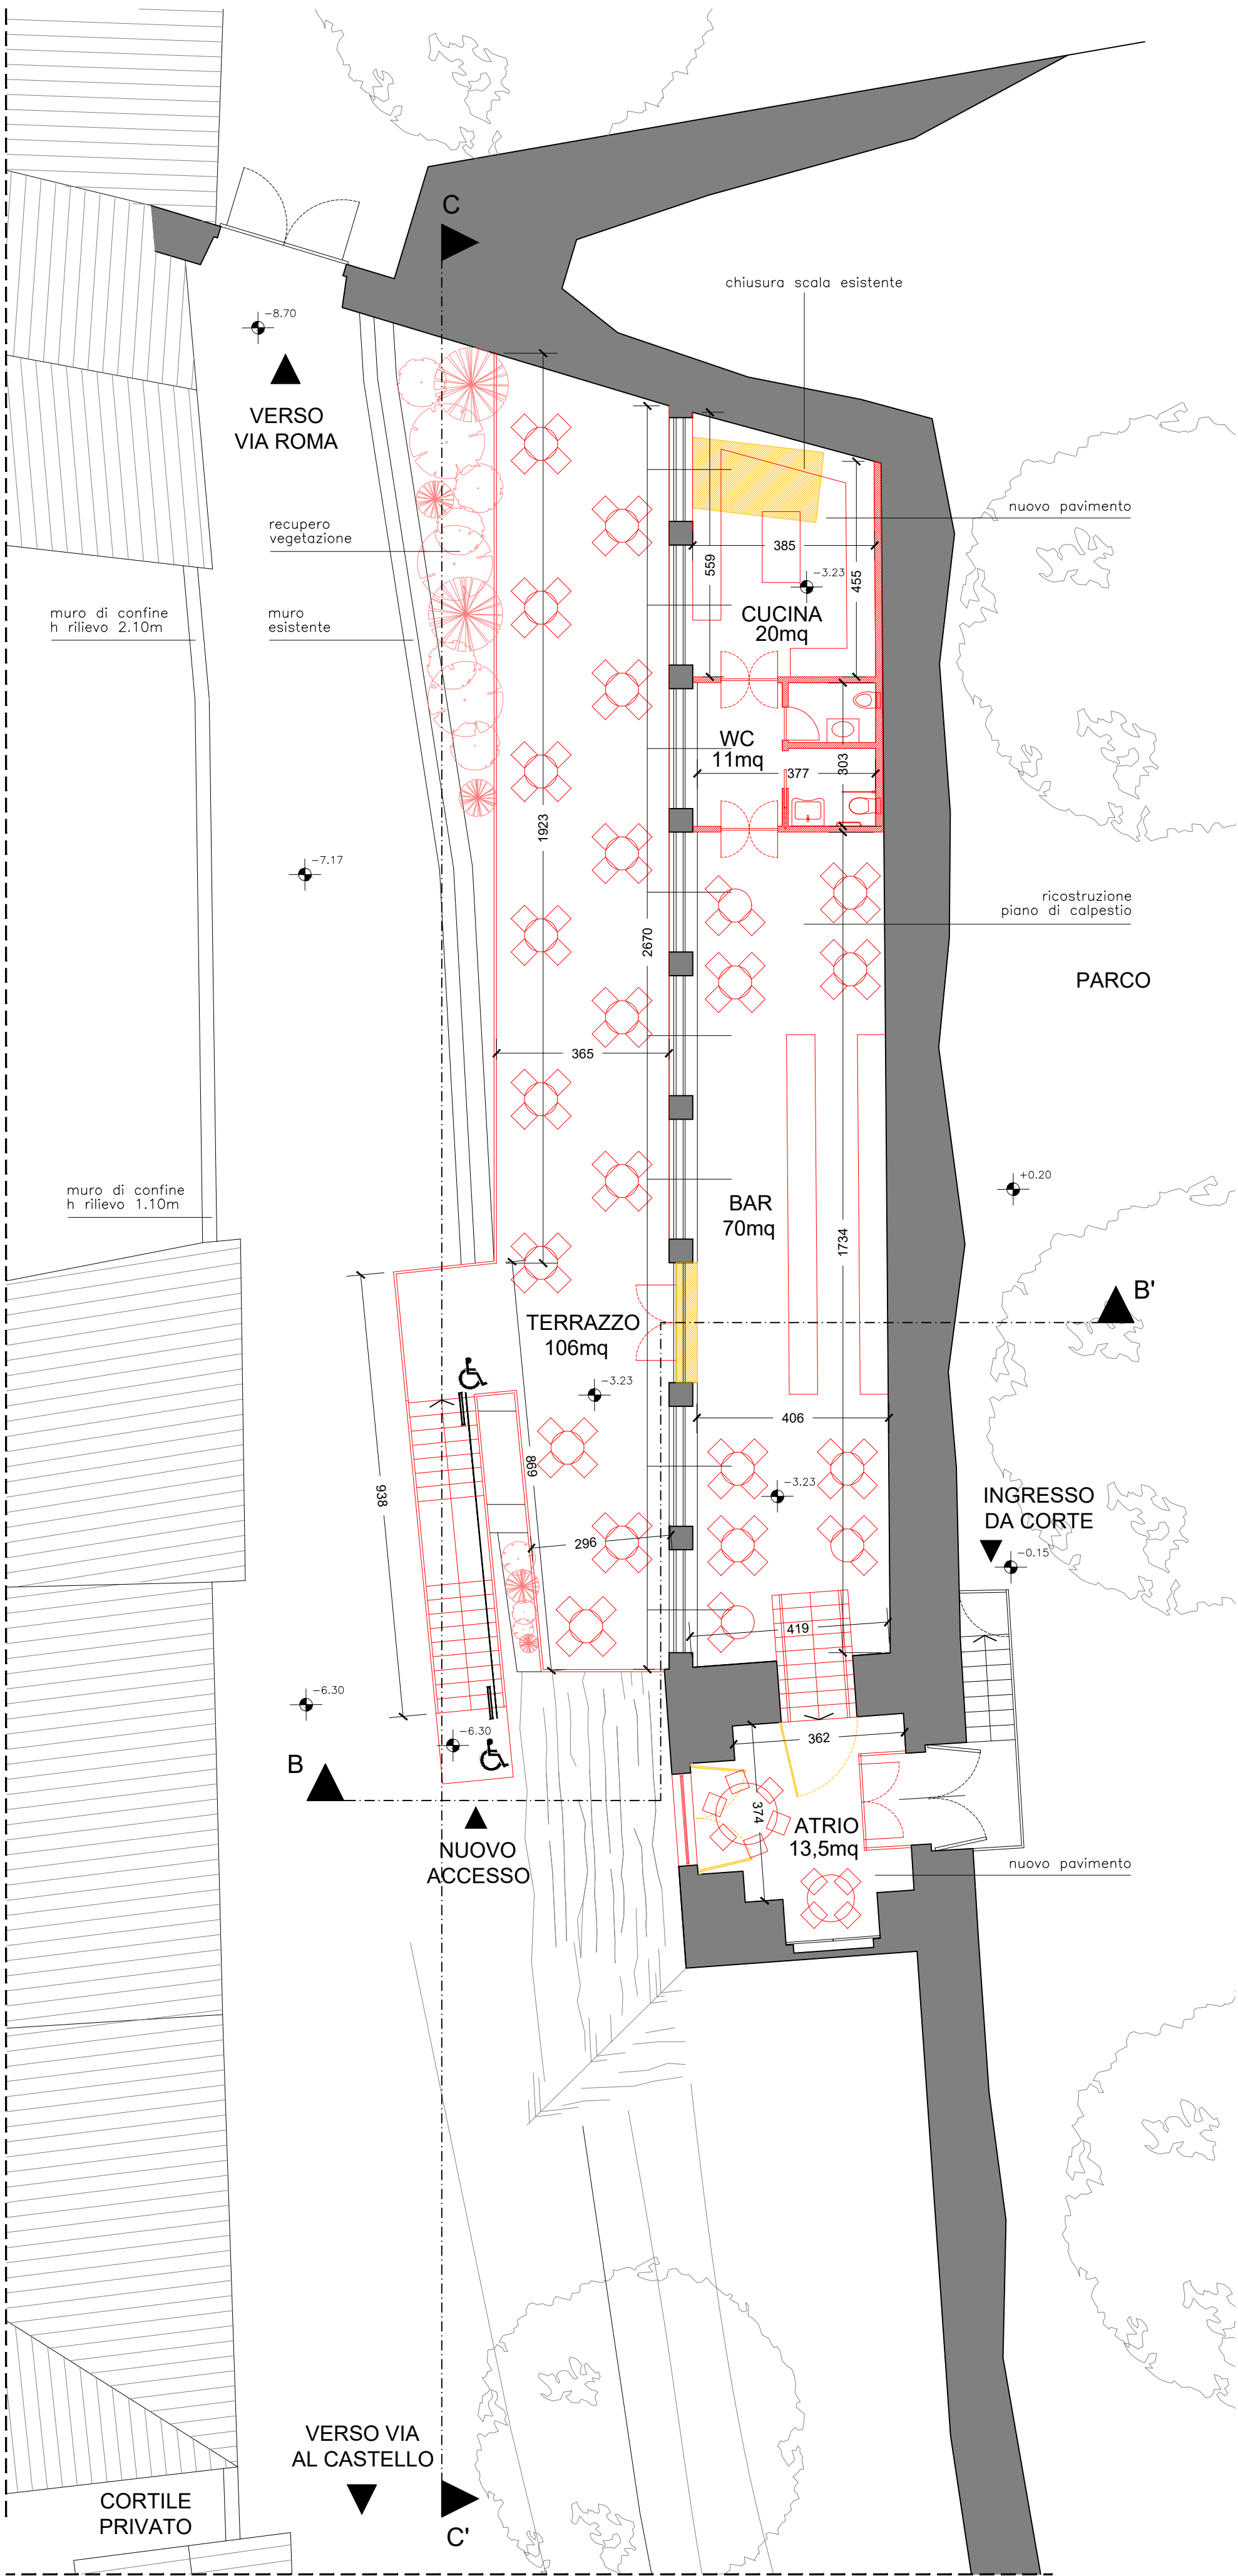 C
chiusura scala esistente
-8.70
VERSO
VIA ROMA
nuovo pavimento
recupero
vegetazione
385
559
455
-3.23
CUCINA
20mq
muro di confine
h rilievo 2.10m
muro
esistente
WC
11mq
377
303
1923
-7.17
ricostruzione
piano di calpestio
2670
PARCO
365
muro di confine
h rilievo 1.10m
+0.20
BAR
70mq
1734
B'
TERRAZZO
106mq
-3.23
406
869
938
-3.23
INGRESSO
DA CORTE
-0.15
296
419
-6.30
-6.30
362
B
374
ATRIO
13,5mq
NUOVO
ACCESSO
nuovo pavimento
VERSO VIA
AL CASTELLO
CORTILE
PRIVATO
C'